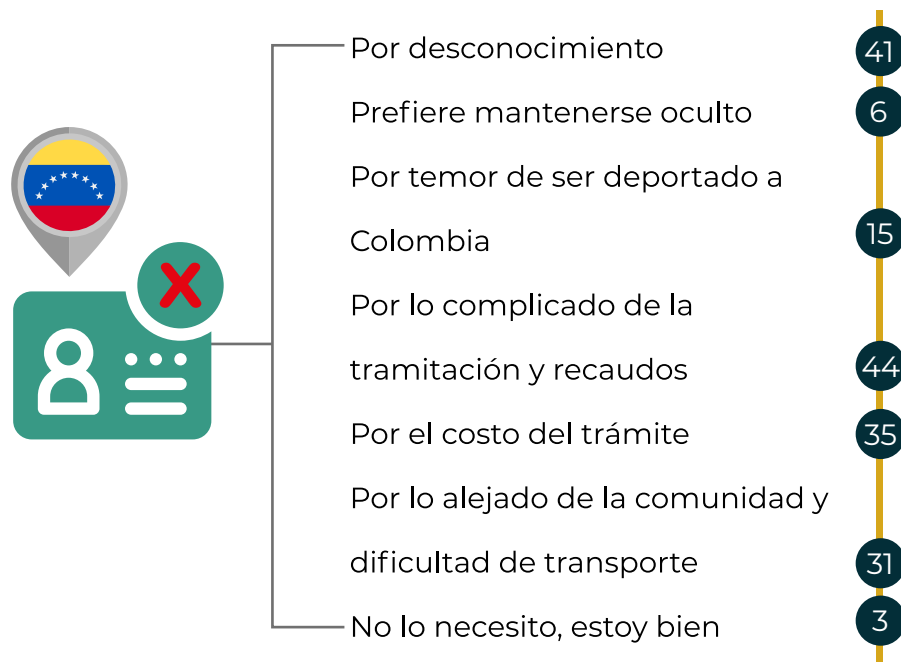 Por desconocimiento 41
Prefiere mantenerse oculto 6
Por temor de ser deportado a
Colombia 15
Por lo complicado de la
tramitación y recaudos 44
Por el costo del trámite 35
Por lo alejado de la comunidad y
dificultad de transporte 31
No lo necesito, estoy bien 3